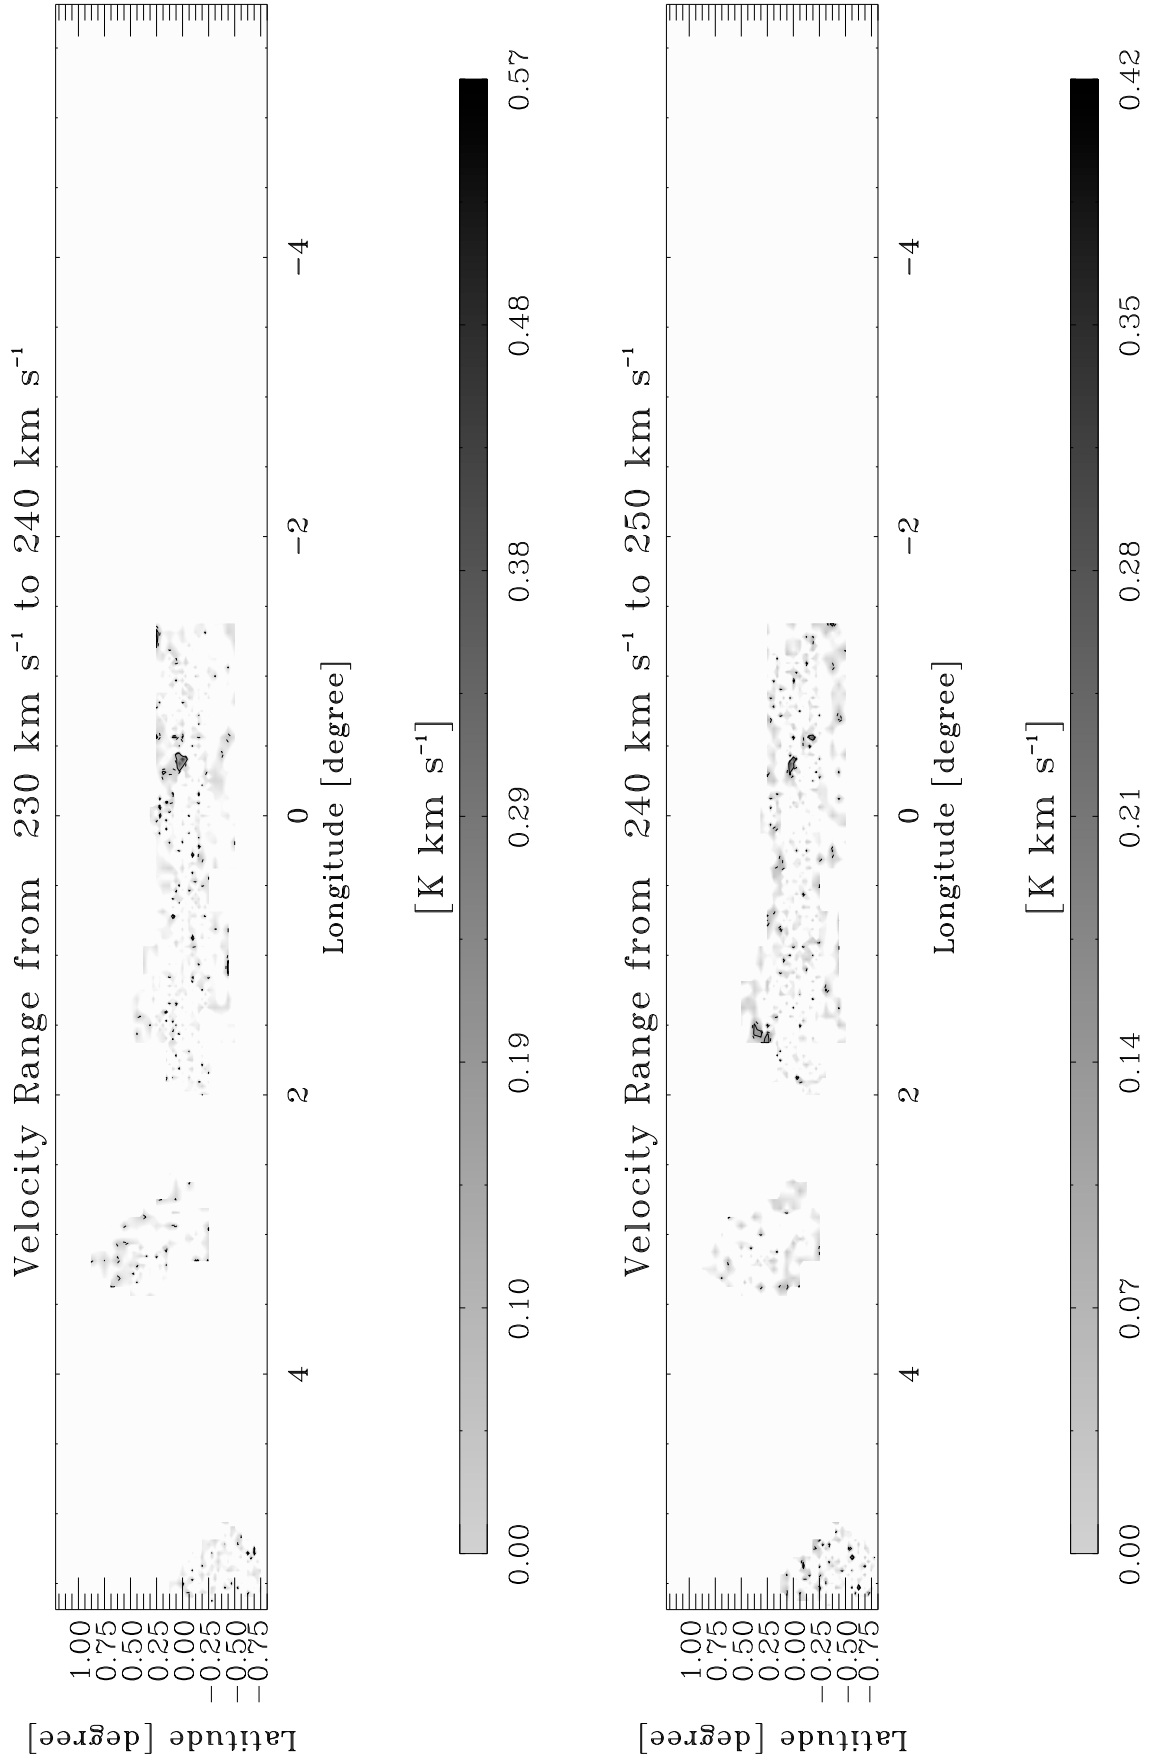 Velocity Range from 230 km s⁻¹ to 240 km s⁻¹
Latitude [degree]
1.00
0.75
0.50
0.25
0.00
−0.25
−0.50
−0.75
4 2 0 −2 −4
Longitude [degree]
[K km s⁻¹]
0.00 0.10 0.19 0.29 0.38 0.48 0.57
Velocity Range from 240 km s⁻¹ to 250 km s⁻¹
Latitude [degree]
1.00
0.75
0.50
0.25
0.00
−0.25
−0.50
−0.75
4 2 0 −2 −4
Longitude [degree]
[K km s⁻¹]
0.00 0.07 0.14 0.21 0.28 0.35 0.42